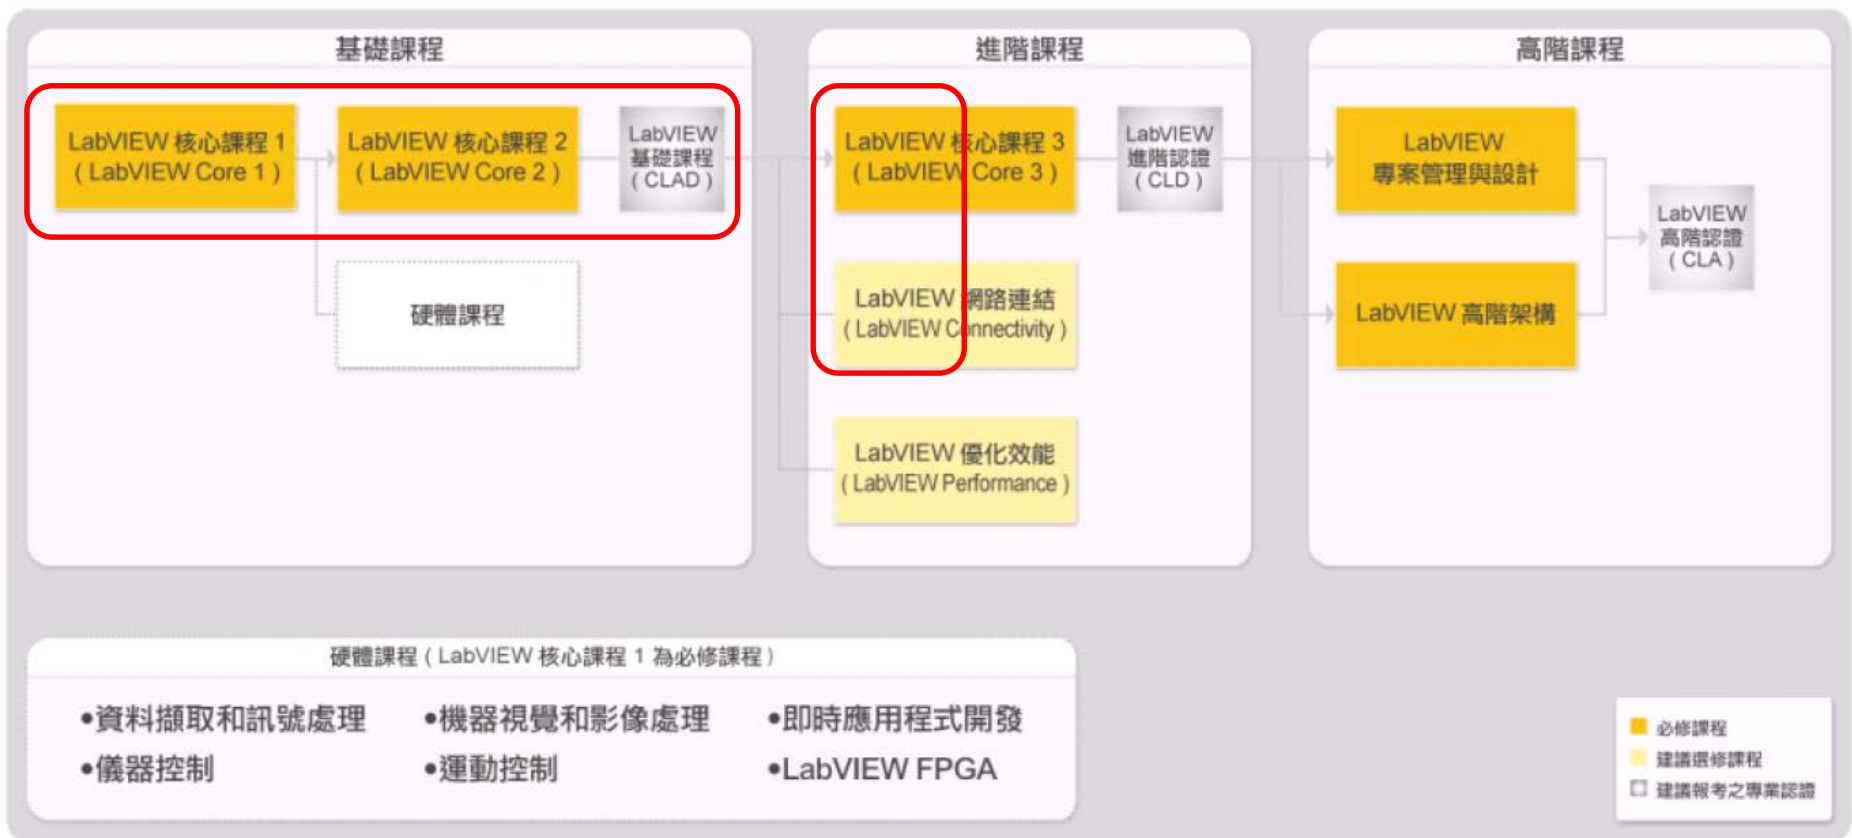 基礎課程
LabVIEW 核心課程 1
( LabVIEW Core 1 )
LabVIEW 核心課程 2
( LabVIEW Core 2 )
LabVIEW
基礎課程
( CLAD )
硬體課程
進階課程
LabVIEW 核心課程 3
( LabVIEW Core 3 )
LabVIEW
進階認證
( CLD )
LabVIEW 網路連結
( LabVIEW Connectivity )
LabVIEW 優化效能
( LabVIEW Performance )
高階課程
LabVIEW
專案管理與設計
LabVIEW 高階架構
LabVIEW
高階認證
( CLA )
硬體課程 ( LabVIEW 核心課程 1 為必修課程 )
•資料擷取和訊號處理 •機器視覺和影像處理 •即時應用程式開發
•儀器控制 •運動控制 •LabVIEW FPGA
必修課程
建議選修課程
建議報考之專業認證